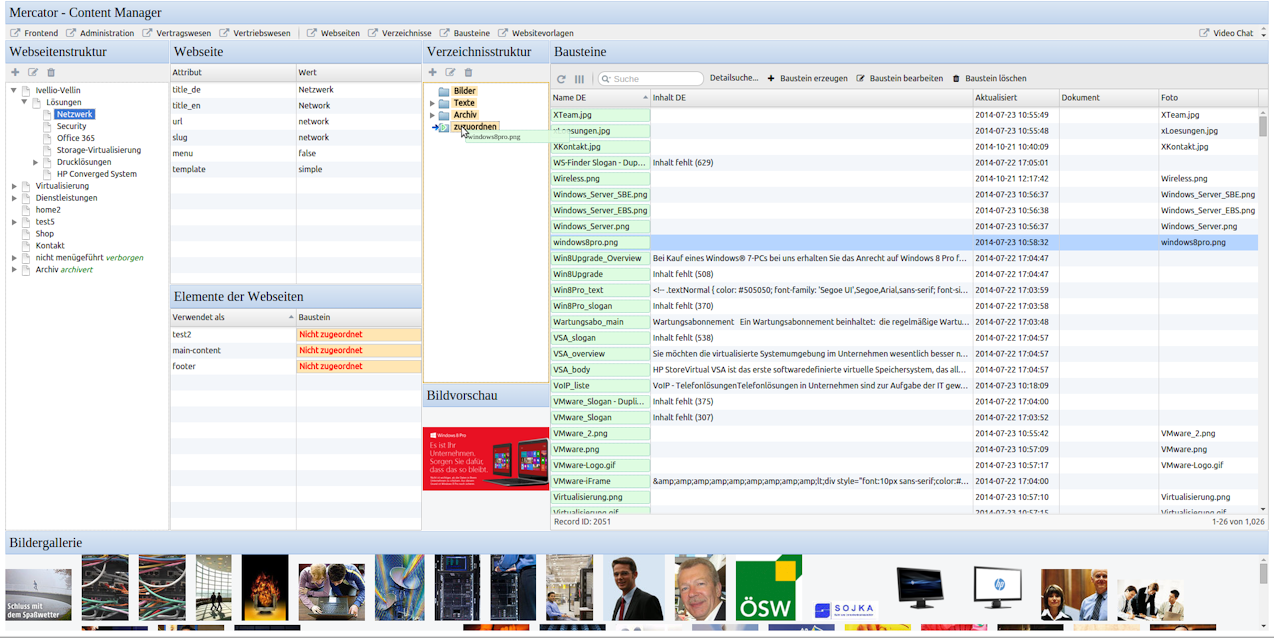 Mercator - Content Manager
Frontend Administration Vertragswesen Vertriebswesen Webseiten Verzeichnisse Bausteine Websitevorlagen Video Chat
Webseitenstruktur
Ivellio-Vellin
Lösungen
Netzwerk
Security
Office 365
Storage-Virtualisierung
Drucklösungen
HP Converged System
Virtualisierung
Dienstleistungen
home2
test5
Shop
Kontakt
nicht menügeführt verborgen
Archiv archiviert
Webseite
Attribut Wert
title_de Netzwerk
title_en Network
url network
slug network
menu false
template simple
Elemente der Webseiten
Verwendet als Baustein
test2 Nicht zugeordnet
main-content Nicht zugeordnet
footer Nicht zugeordnet
Verzeichnisstruktur
Bilder
Texte
Archiv
zuzuordnen
windows8pro.png
Bildvorschau
Windows 8 Pro
Es ist Ihr
Unternehmen.
Sorgen Sie dafür,
dass das so bleibt.
Bausteine
Suche Detailsuche... Baustein erzeugen Baustein bearbeiten Baustein löschen
Name DE Inhalt DE Aktualisiert Dokument Foto
XTeam.jpg 2014-07-23 10:55:49 XTeam.jpg
xLoesungen.jpg 2014-07-23 10:55:48 xLoesungen.jpg
XKontakt.jpg 2014-10-21 10:40:09 XKontakt.jpg
WS-Finder Slogan - Dup... Inhalt fehlt (629) 2014-07-22 17:05:01
Wireless.png 2014-10-21 12:17:42 Wireless.png
Windows_Server_SBE.png 2014-07-23 10:56:37 Windows_Server_SBE.png
Windows_Server_EBS.png 2014-07-23 10:56:38 Windows_Server_EBS.png
Windows_Server.png 2014-07-23 10:56:37 Windows_Server.png
windows8pro.png 2014-07-23 10:58:32 windows8pro.png
Win8Upgrade_Overview Bei Kauf eines Windows® 7-PCs bei uns erhalten Sie das Anrecht auf Windows 8 Pro f... 2014-07-22 17:04:47
Win8Upgrade Inhalt fehlt (508) 2014-07-22 17:04:47
Win8Pro_text <!-- .textNormal { color: #505050; font-family: 'Segoe UI',Segoe,Arial,sans-serif; font-si... 2014-07-22 17:03:59
Win8Pro_slogan Inhalt fehlt (370) 2014-07-22 17:03:58
Wartungsabo_main Wartungsabonnement Ein Wartungsabonnement beinhaltet: die regelmäßige Wartu... 2014-07-22 17:03:48
VSA_slogan Inhalt fehlt (538) 2014-07-22 17:04:57
VSA_overview Sie möchten die virtualisierte Systemumgebung im Unternehmen wesentlich besser n... 2014-07-22 17:04:57
VSA_body HP StoreVirtual VSA ist das erste softwaredefinierte virtuelle Speichersystem, das all... 2014-07-22 17:04:57
VoIP_liste VoIP - TelefonlösungenTelefonlösungen in Unternehmen sind zur Aufgabe der IT gew... 2014-07-23 10:18:09
VMware_Slogan - Dupli... Inhalt fehlt (375) 2014-07-22 17:04:00
VMware_Slogan Inhalt fehlt (307) 2014-07-22 17:03:52
VMware_2.png 2014-07-23 10:55:42 VMware_2.png
VMware.png 2014-07-23 10:57:09 VMware.png
VMware-Logo.gif 2014-07-23 10:57:17 VMware-Logo.gif
VMware-iFrame &amp;amp;amp;amp;amp;amp;amp;amp;lt;div style="font:10px sans-serif;color:#... 2014-07-22 17:04:00
Virtualisierung.png 2014-07-23 10:57:10 Virtualisierung.png
Virtualisierung.gif 2014-07-23 10:57:15 Virtualisierung.gif
Record ID: 2051 1-26 von 1,026
Bildergallerie
Schluss mit
dem Spaßwetter
ÖSW
SOJKA
hp